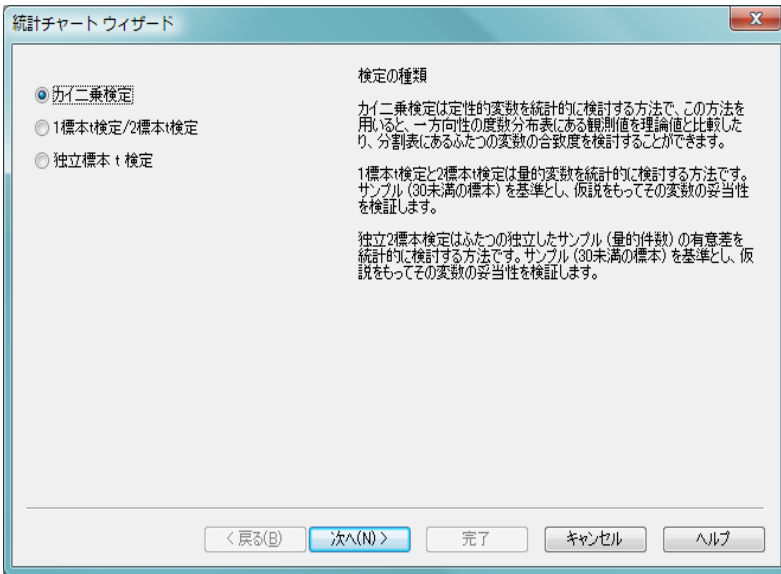 統計チャート ウィザード
カイ二乗検定
1標本t検定/2標本t検定
独立標本 t 検定
検定の種類
カイ二乗検定は定性的変数を統計的に検討する方法で、この方法を
用いると、一方向性の度数分布表にある観測値を理論値と比較した
り、分割表にあるふたつの変数の合致度を検討することができます。
1標本t検定と2標本t検定は量的変数を統計的に検討する方法です。
サンプル (30未満の標本) を基準とし、仮説をもってその変数の妥当性
を検証します。
独立2標本検定はふたつの独立したサンプル (量的件数) の有意差を
統計的に検討する方法です。サンプル (30未満の標本) を基準とし、仮
説をもってその変数の妥当性を検証します。
< 戻る(B)
次へ(N) >
完了
キャンセル
ヘルプ